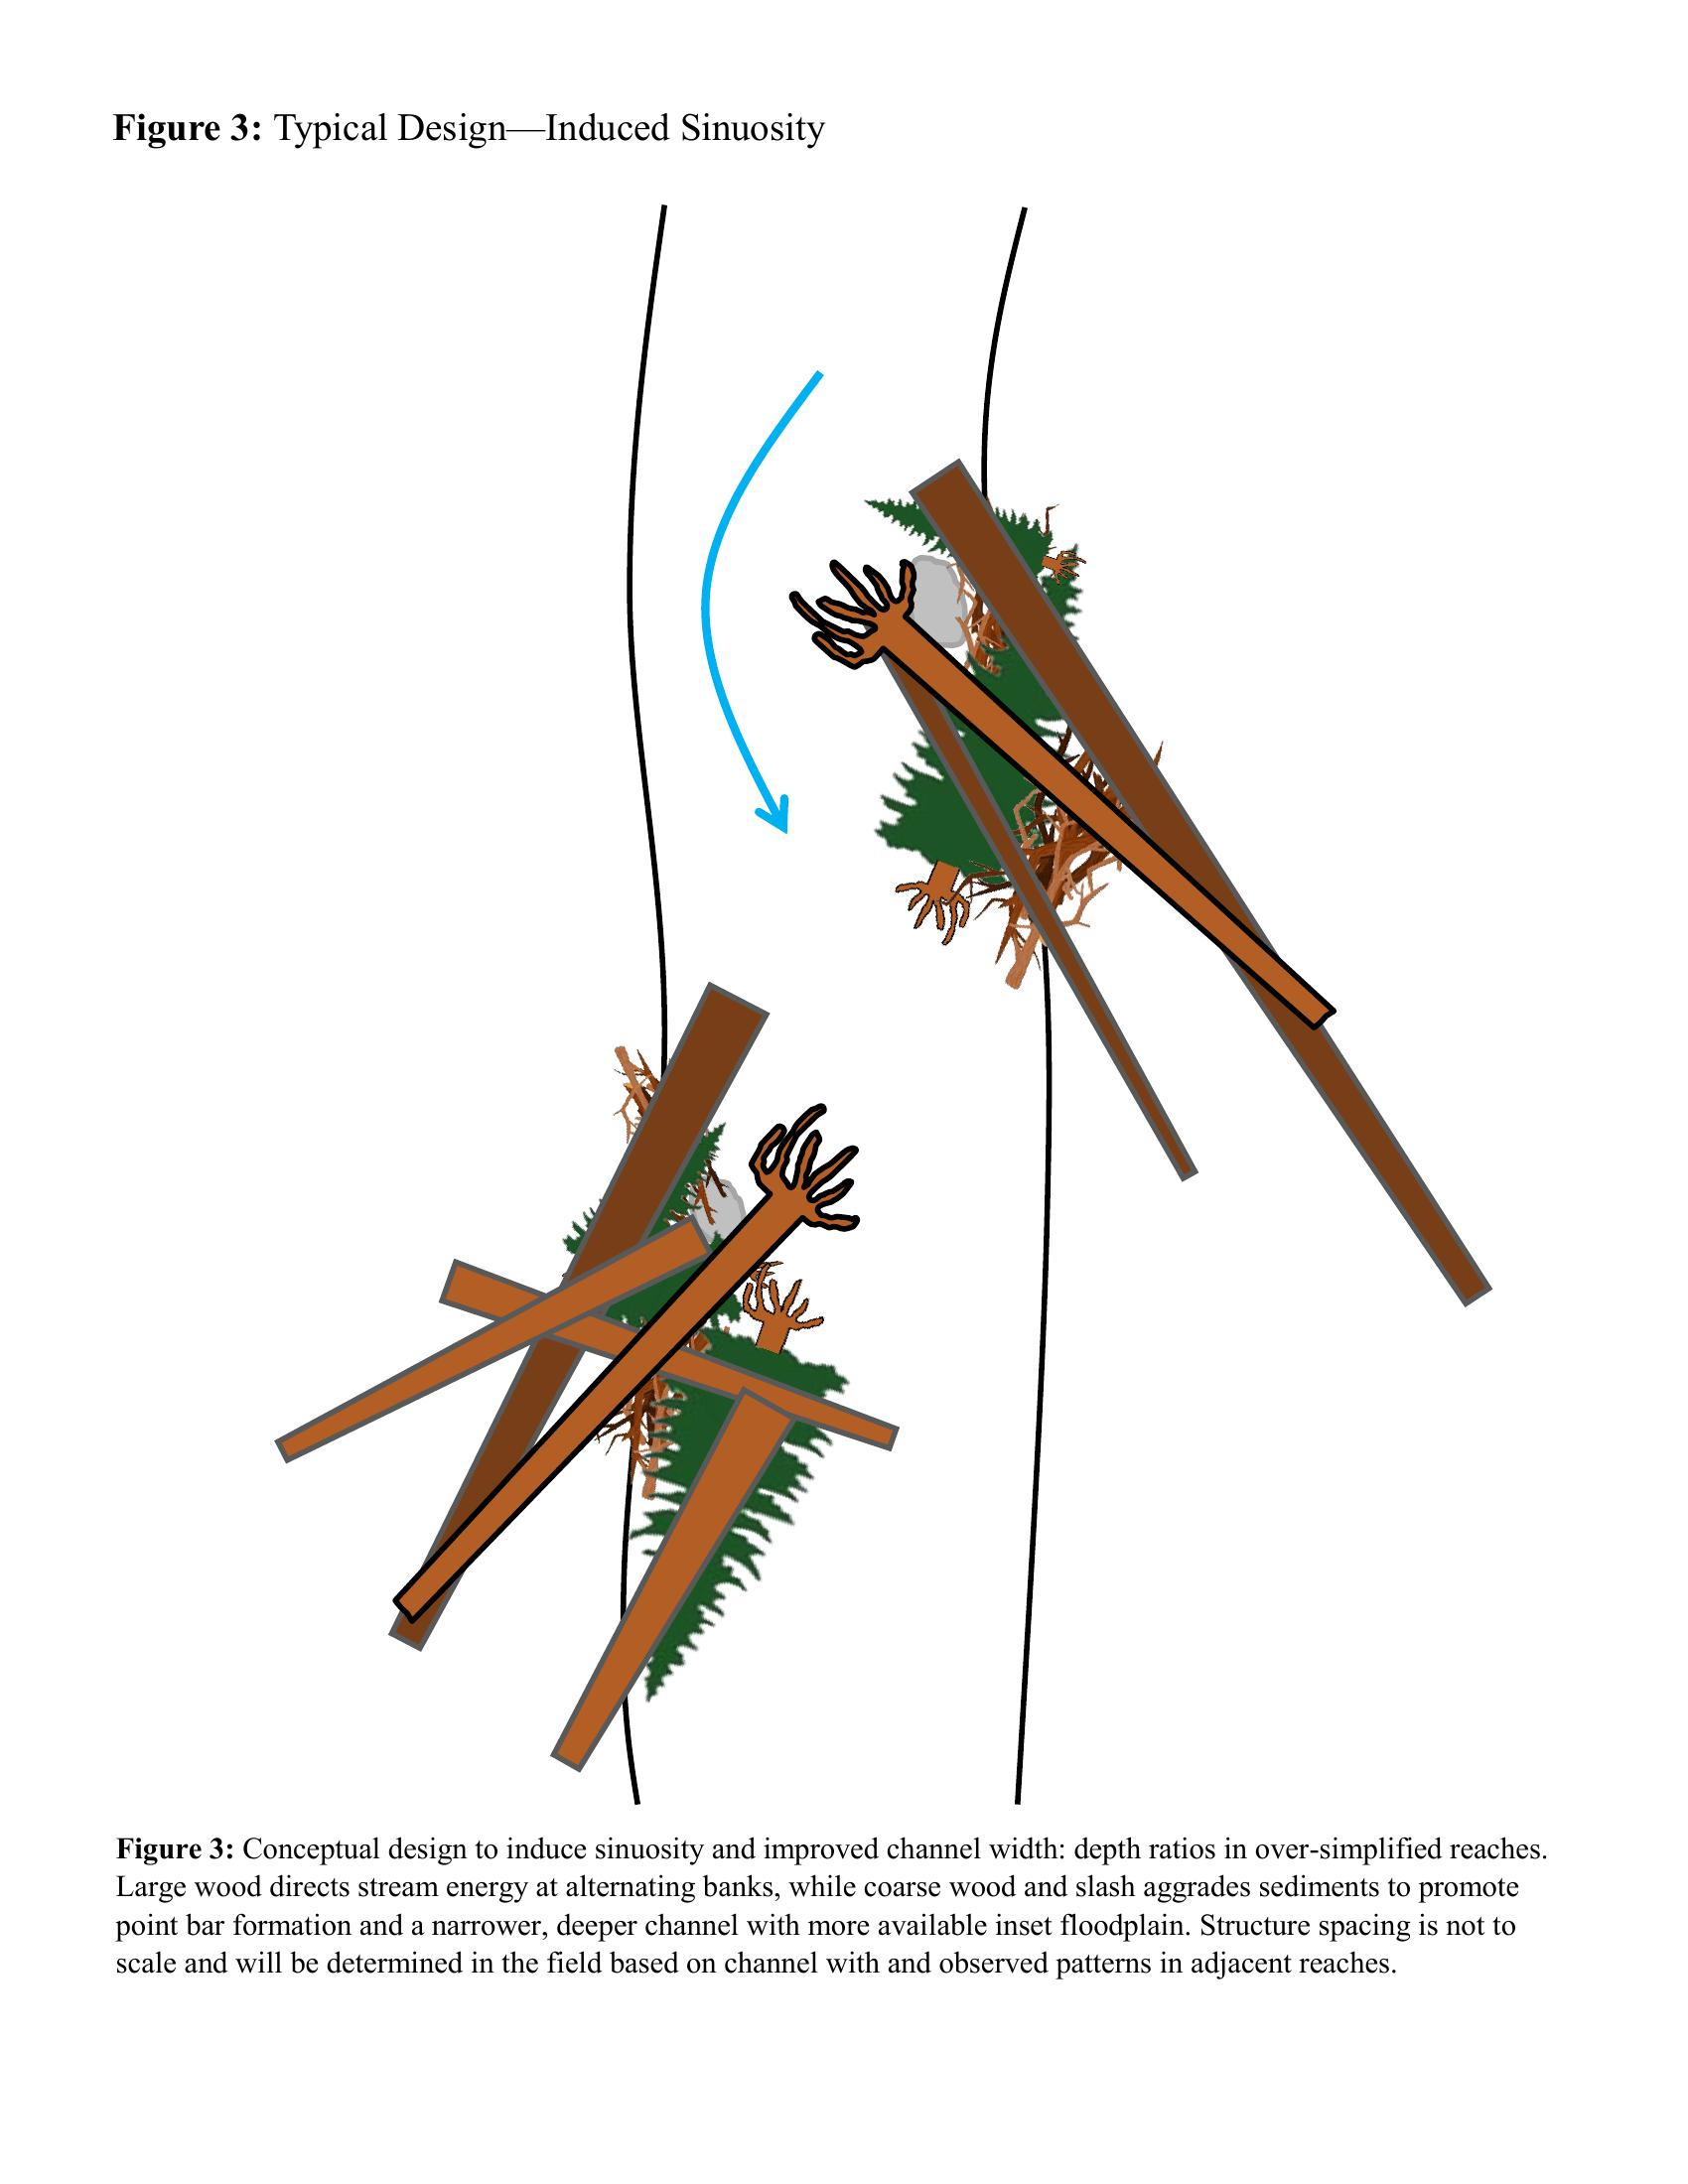 Figure 3: Typical Design—Induced Sinuosity
Figure 3: Conceptual design to induce sinuosity and improved channel width: depth ratios in over-simplified reaches.
Large wood directs stream energy at alternating banks, while coarse wood and slash aggrades sediments to promote
point bar formation and a narrower, deeper channel with more available inset floodplain. Structure spacing is not to
scale and will be determined in the field based on channel with and observed patterns in adjacent reaches.